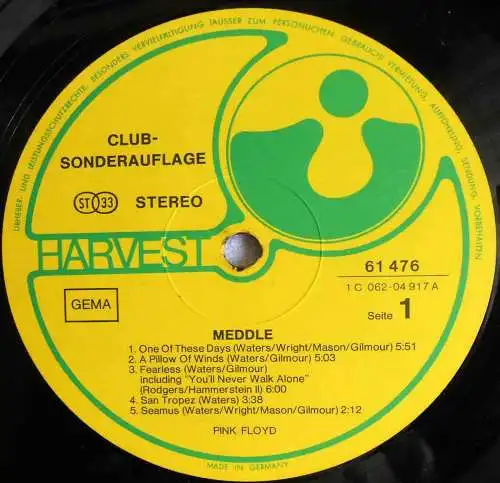 URHEBER- UND LEISTUNGSSCHUTZRECHTE, BESONDERS VERVIELFÄLTIGUNG (AUSSER ZUM PERSÖNLICHEN GEBRAUCH) VERMIETUNG, AUFFÜHRUNG, SENDUNG, VORBEHALTEN
CLUB-
SONDERAUFLAGE
ST 33 STEREO
HARVEST
61 476
1 C 062-04 917 A
GEMA
Seite 1
MEDDLE
1. One Of These Days (Waters/Wright/Mason/Gilmour) 5:51
2. A Pillow Of Winds (Waters/Gilmour) 5:03
3. Fearless (Waters/Gilmour)
including "You'll Never Walk Alone"
(Rodgers/Hammerstein II) 6:00
4. San Tropez (Waters) 3:38
5. Seamus (Waters/Wright/Mason/Gilmour) 2:12
PINK FLOYD
MADE IN GERMANY